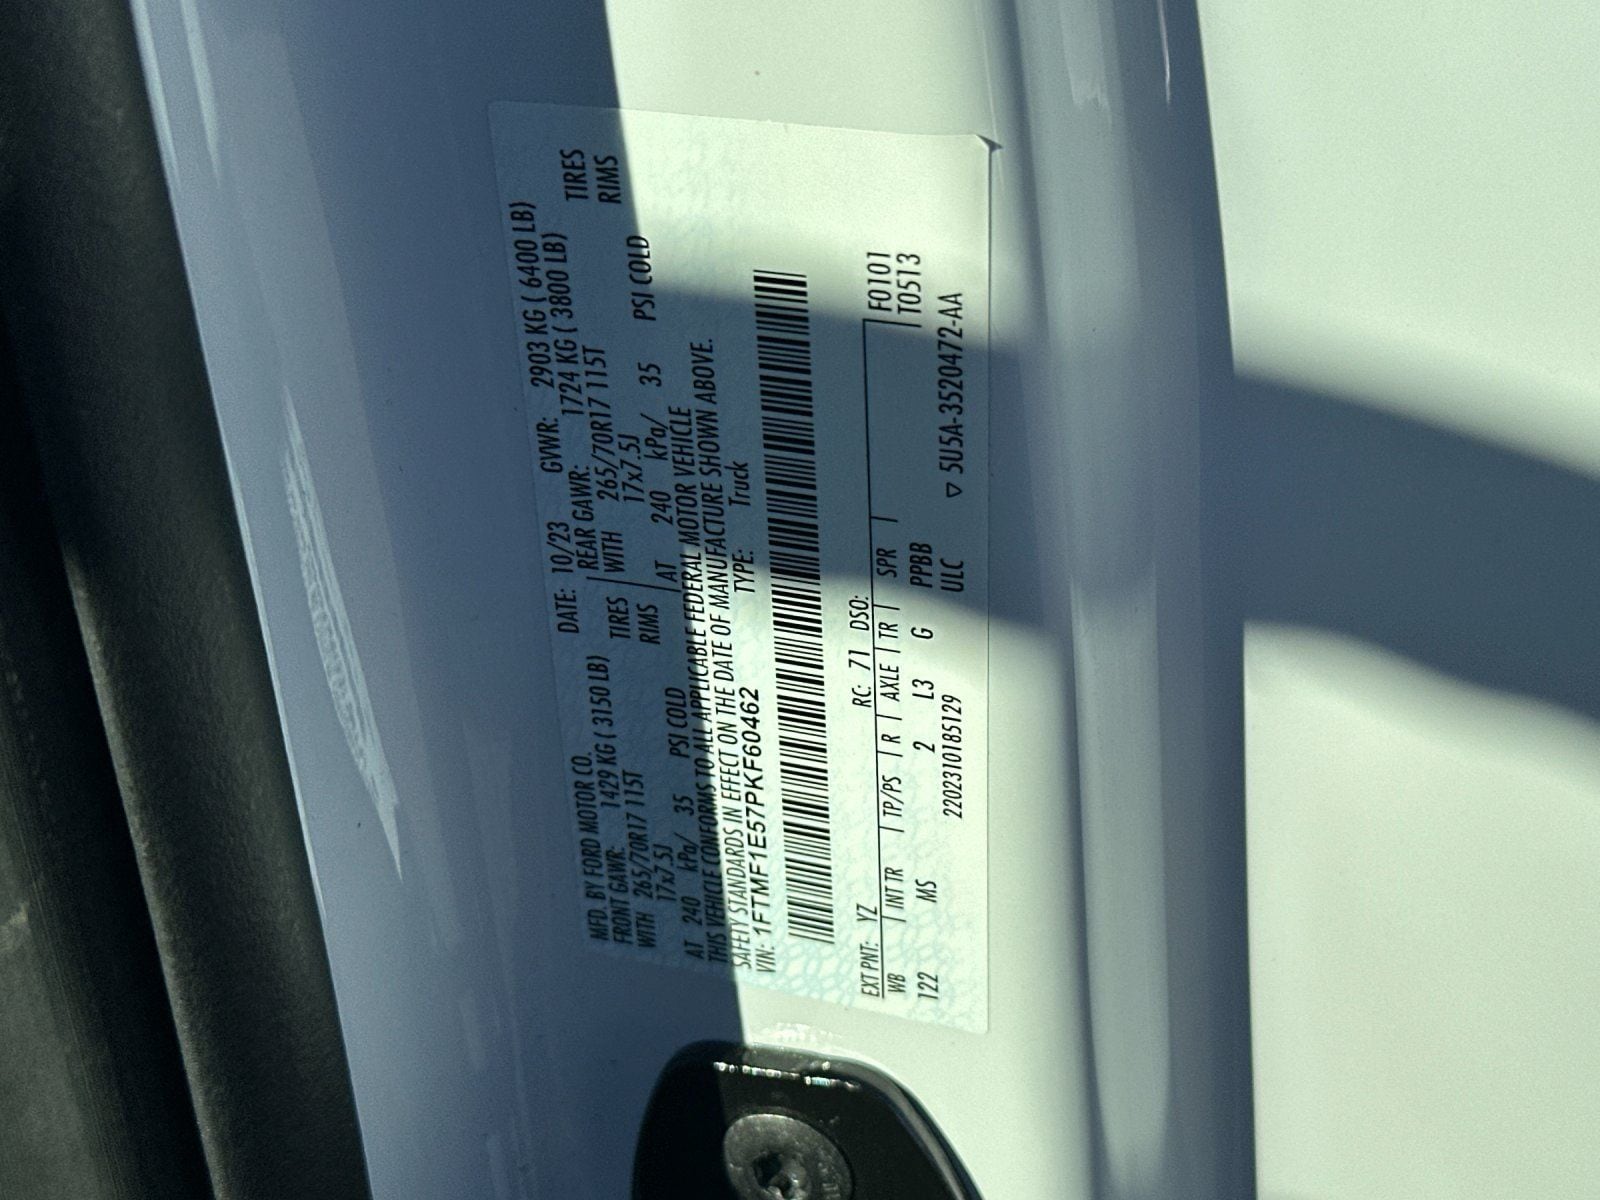 MFD. BY FORD MOTOR CO.
DATE: 10/23 GVWR: 2903 KG ( 6400 LB)
FRONT GAWR: 1429 KG ( 3150 LB) REAR GAWR: 1724 KG ( 3800 LB)
WITH 265/70R17 115T TIRES WITH 265/70R17 115T TIRES
17x7.5J RIMS 17x7.5J RIMS
AT 240 kPa/ 35 PSI COLD AT 240 kPa/ 35 PSI COLD
THIS VEHICLE CONFORMS TO ALL APPLICABLE FEDERAL MOTOR VEHICLE
SAFETY STANDARDS IN EFFECT ON THE DATE OF MANUFACTURE SHOWN ABOVE.
VIN: 1FTMF1E57PKF60462 TYPE: Truck
EXT PNT: YZ RC: 71 DSO: F0101
WB INT TR TP/PS R AXLE TR SPR T0513
122 MS 2 L3 G PPBB
2202310185129 ULC ▽ 5U5A-3520472-AA